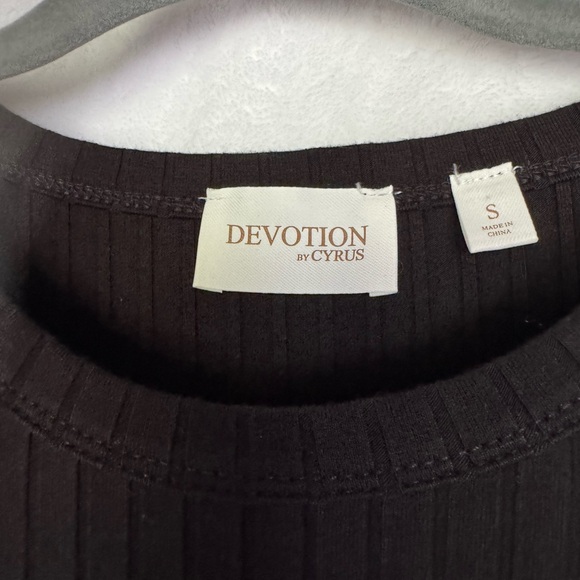 DEVOTION
BY CYRUS
S
MADE IN
CHINA